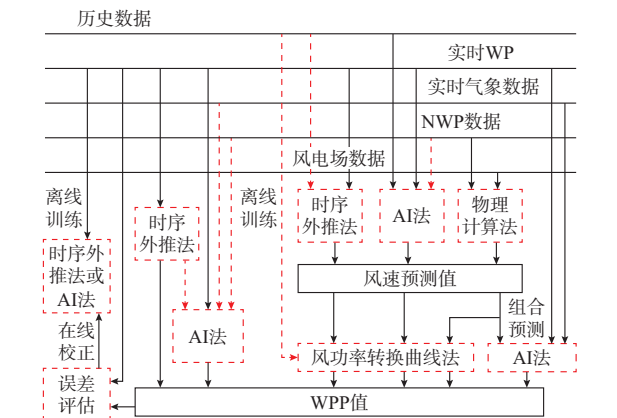 历史数据
实时WP
实时气象数据
NWP数据
风电场数据
离线
训练
时序
外推法
离线
训练
时序
外推法
AI法
物理
计算法
时序外
推法或
AI法
风速预测值
在线
校正
AI法
组合
预测
风功率转换曲线法
AI法
误差
评估
WPP值